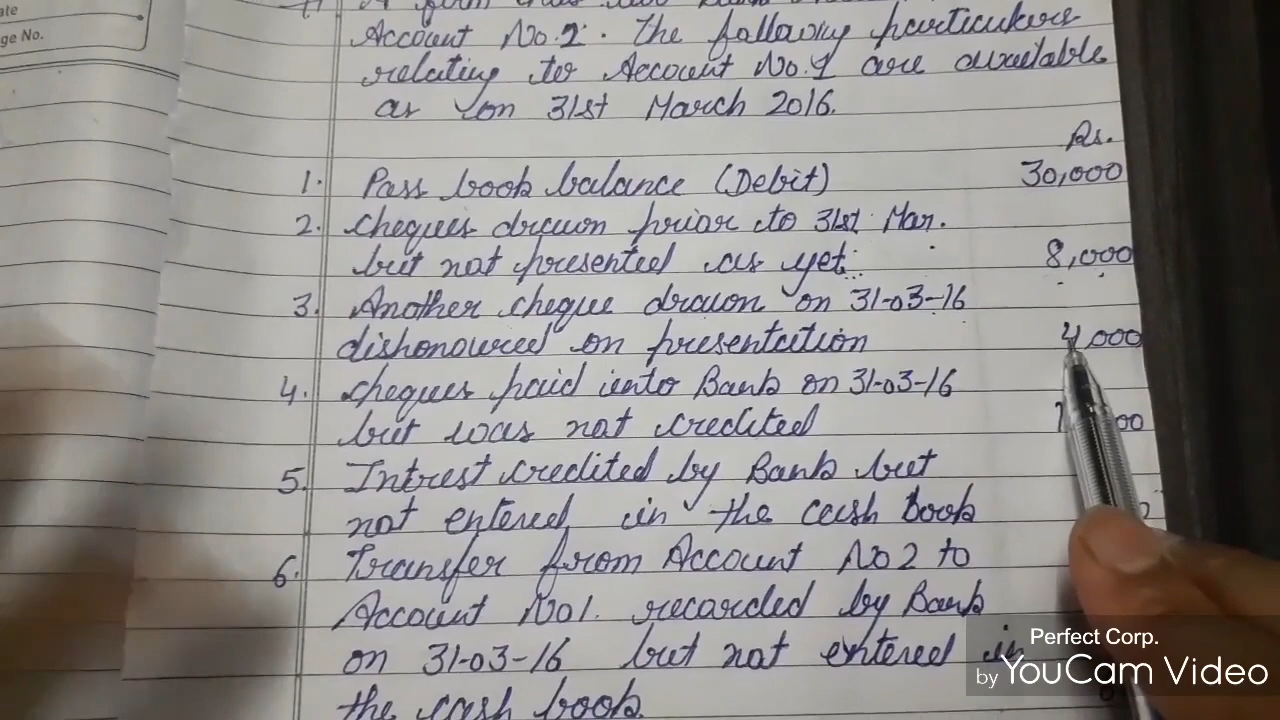 ate
ge No.
Account No.2. The following particulars
relating to Account No.1 are available
as on 31st March 2016.
Rs.
1. Pass book balance (Debit) 30,000
2. Cheques drawn prior to 31st Mar.
but not presented as yet. 8,000
3. Another cheque drawn on 31-03-16
dishonoured on presentation 4,000
4. Cheques paid into Bank on 31-03-16
but was not credited 00
5. Intrest credited by Bank but
not entered in the cash book
6. Transfer from Account No 2 to
Account No1. recorded by Bank
on 31-03-16 but not entered in
the cash book.
Perfect Corp.
by YouCam Video